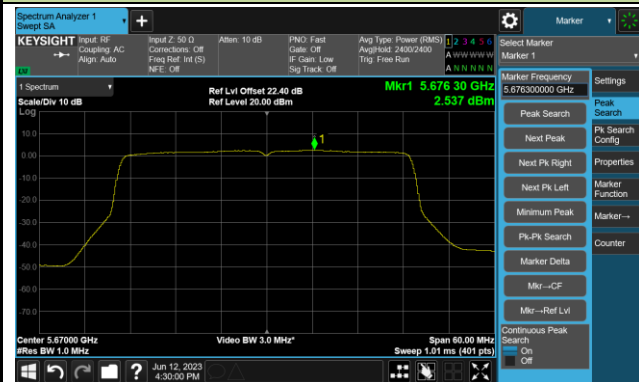 Spectrum Analyzer 1
Swept SA
+
Marker
KEYSIGHT
Input: RF
Coupling: AC
Align: Auto
Input Z: 50 Ω
Corrections: Off
Freq Ref: Int (S)
NFE: Off
Atten: 10 dB
PNO: Fast
Gate: Off
IF Gain: Low
Sig Track: Off
Avg Type: Power (RMS)
Avg|Hold: 2400/2400
Trig: Free Run
1 2 3 4 5 6
A W W W W W
A N N N N N
LXI
Select Marker
Marker 1
1 Spectrum
Scale/Div 10 dB
Log
Ref Lvl Offset 22.40 dB
Ref Level 20.00 dBm
Mkr1 5.676 30 GHz
2.537 dBm
1
10.0
0.00
-10.0
-20.0
-30.0
-40.0
-50.0
-60.0
-70.0
Center 5.67000 GHz
#Res BW 1.0 MHz
Video BW 3.0 MHz*
Span 60.00 MHz
Sweep 1.01 ms (401 pts)
Marker Frequency
5.676300000 GHz
Peak Search
Next Peak
Next Pk Right
Next Pk Left
Minimum Peak
Pk-Pk Search
Marker Delta
Mkr→CF
Mkr→Ref Lvl
Continuous Peak
Search
On
Off
Settings
Peak
Search
Pk Search
Config
Properties
Marker
Function
Marker→
Counter
?
Jun 12, 2023
4:30:00 PM